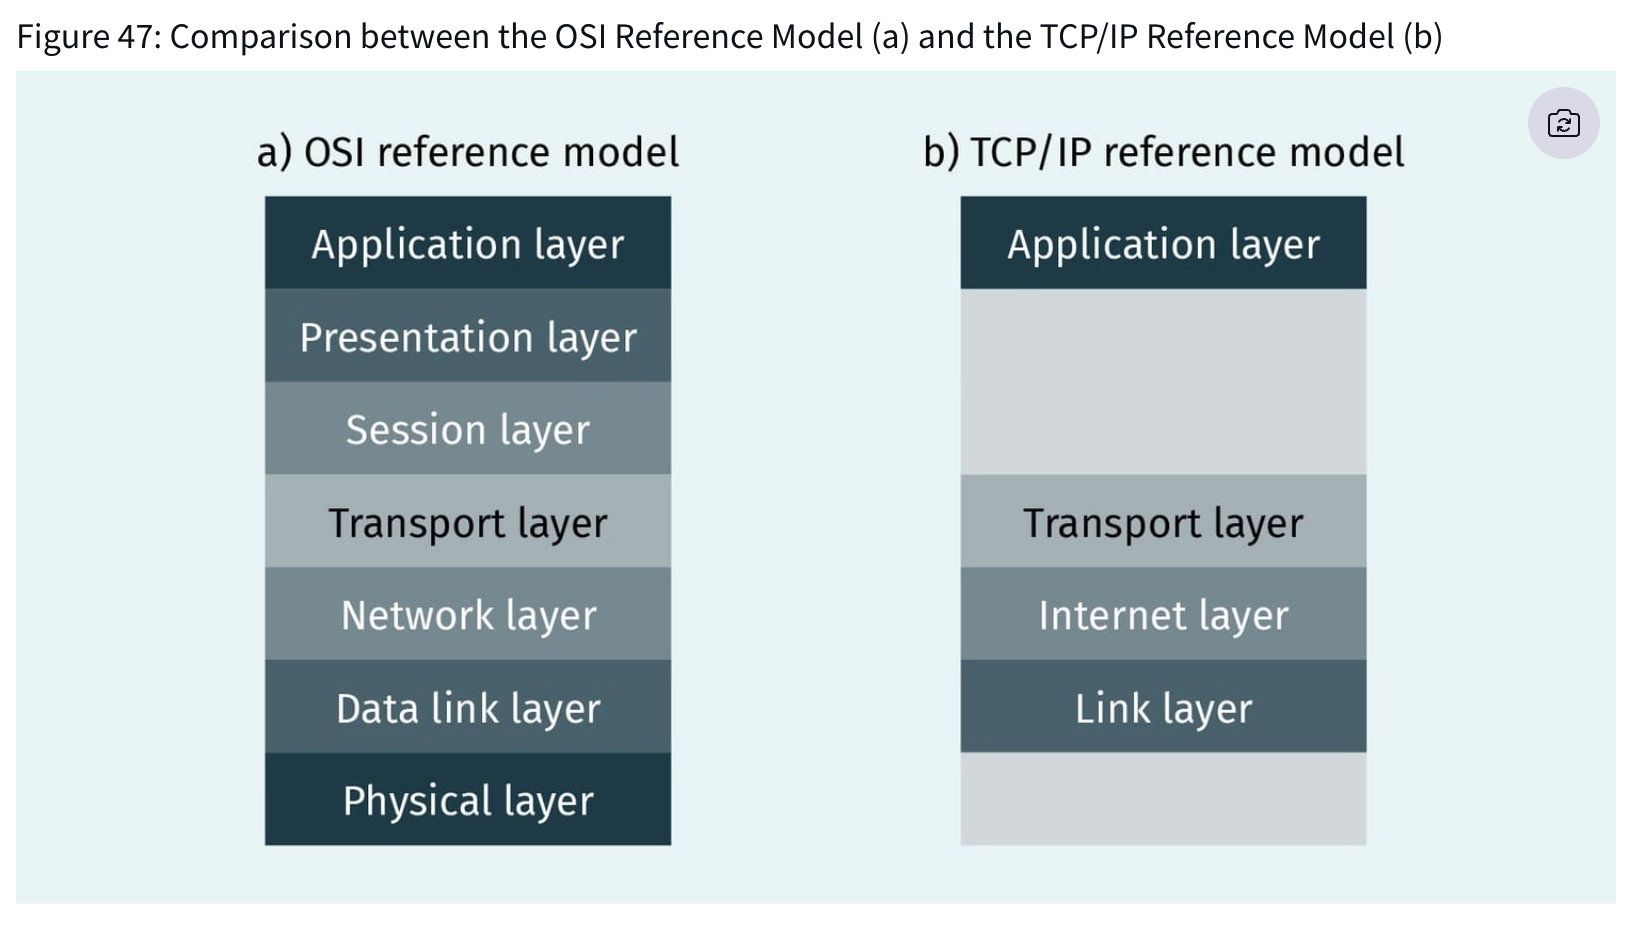 Figure 47: Comparison between the OSI Reference Model (a) and the TCP/IP Reference Model (b)
a) OSI reference model
Application layer
Presentation layer
Session layer
Transport layer
Network layer
Data link layer
Physical layer
b) TCP/IP reference model
Application layer
Transport layer
Internet layer
Link layer